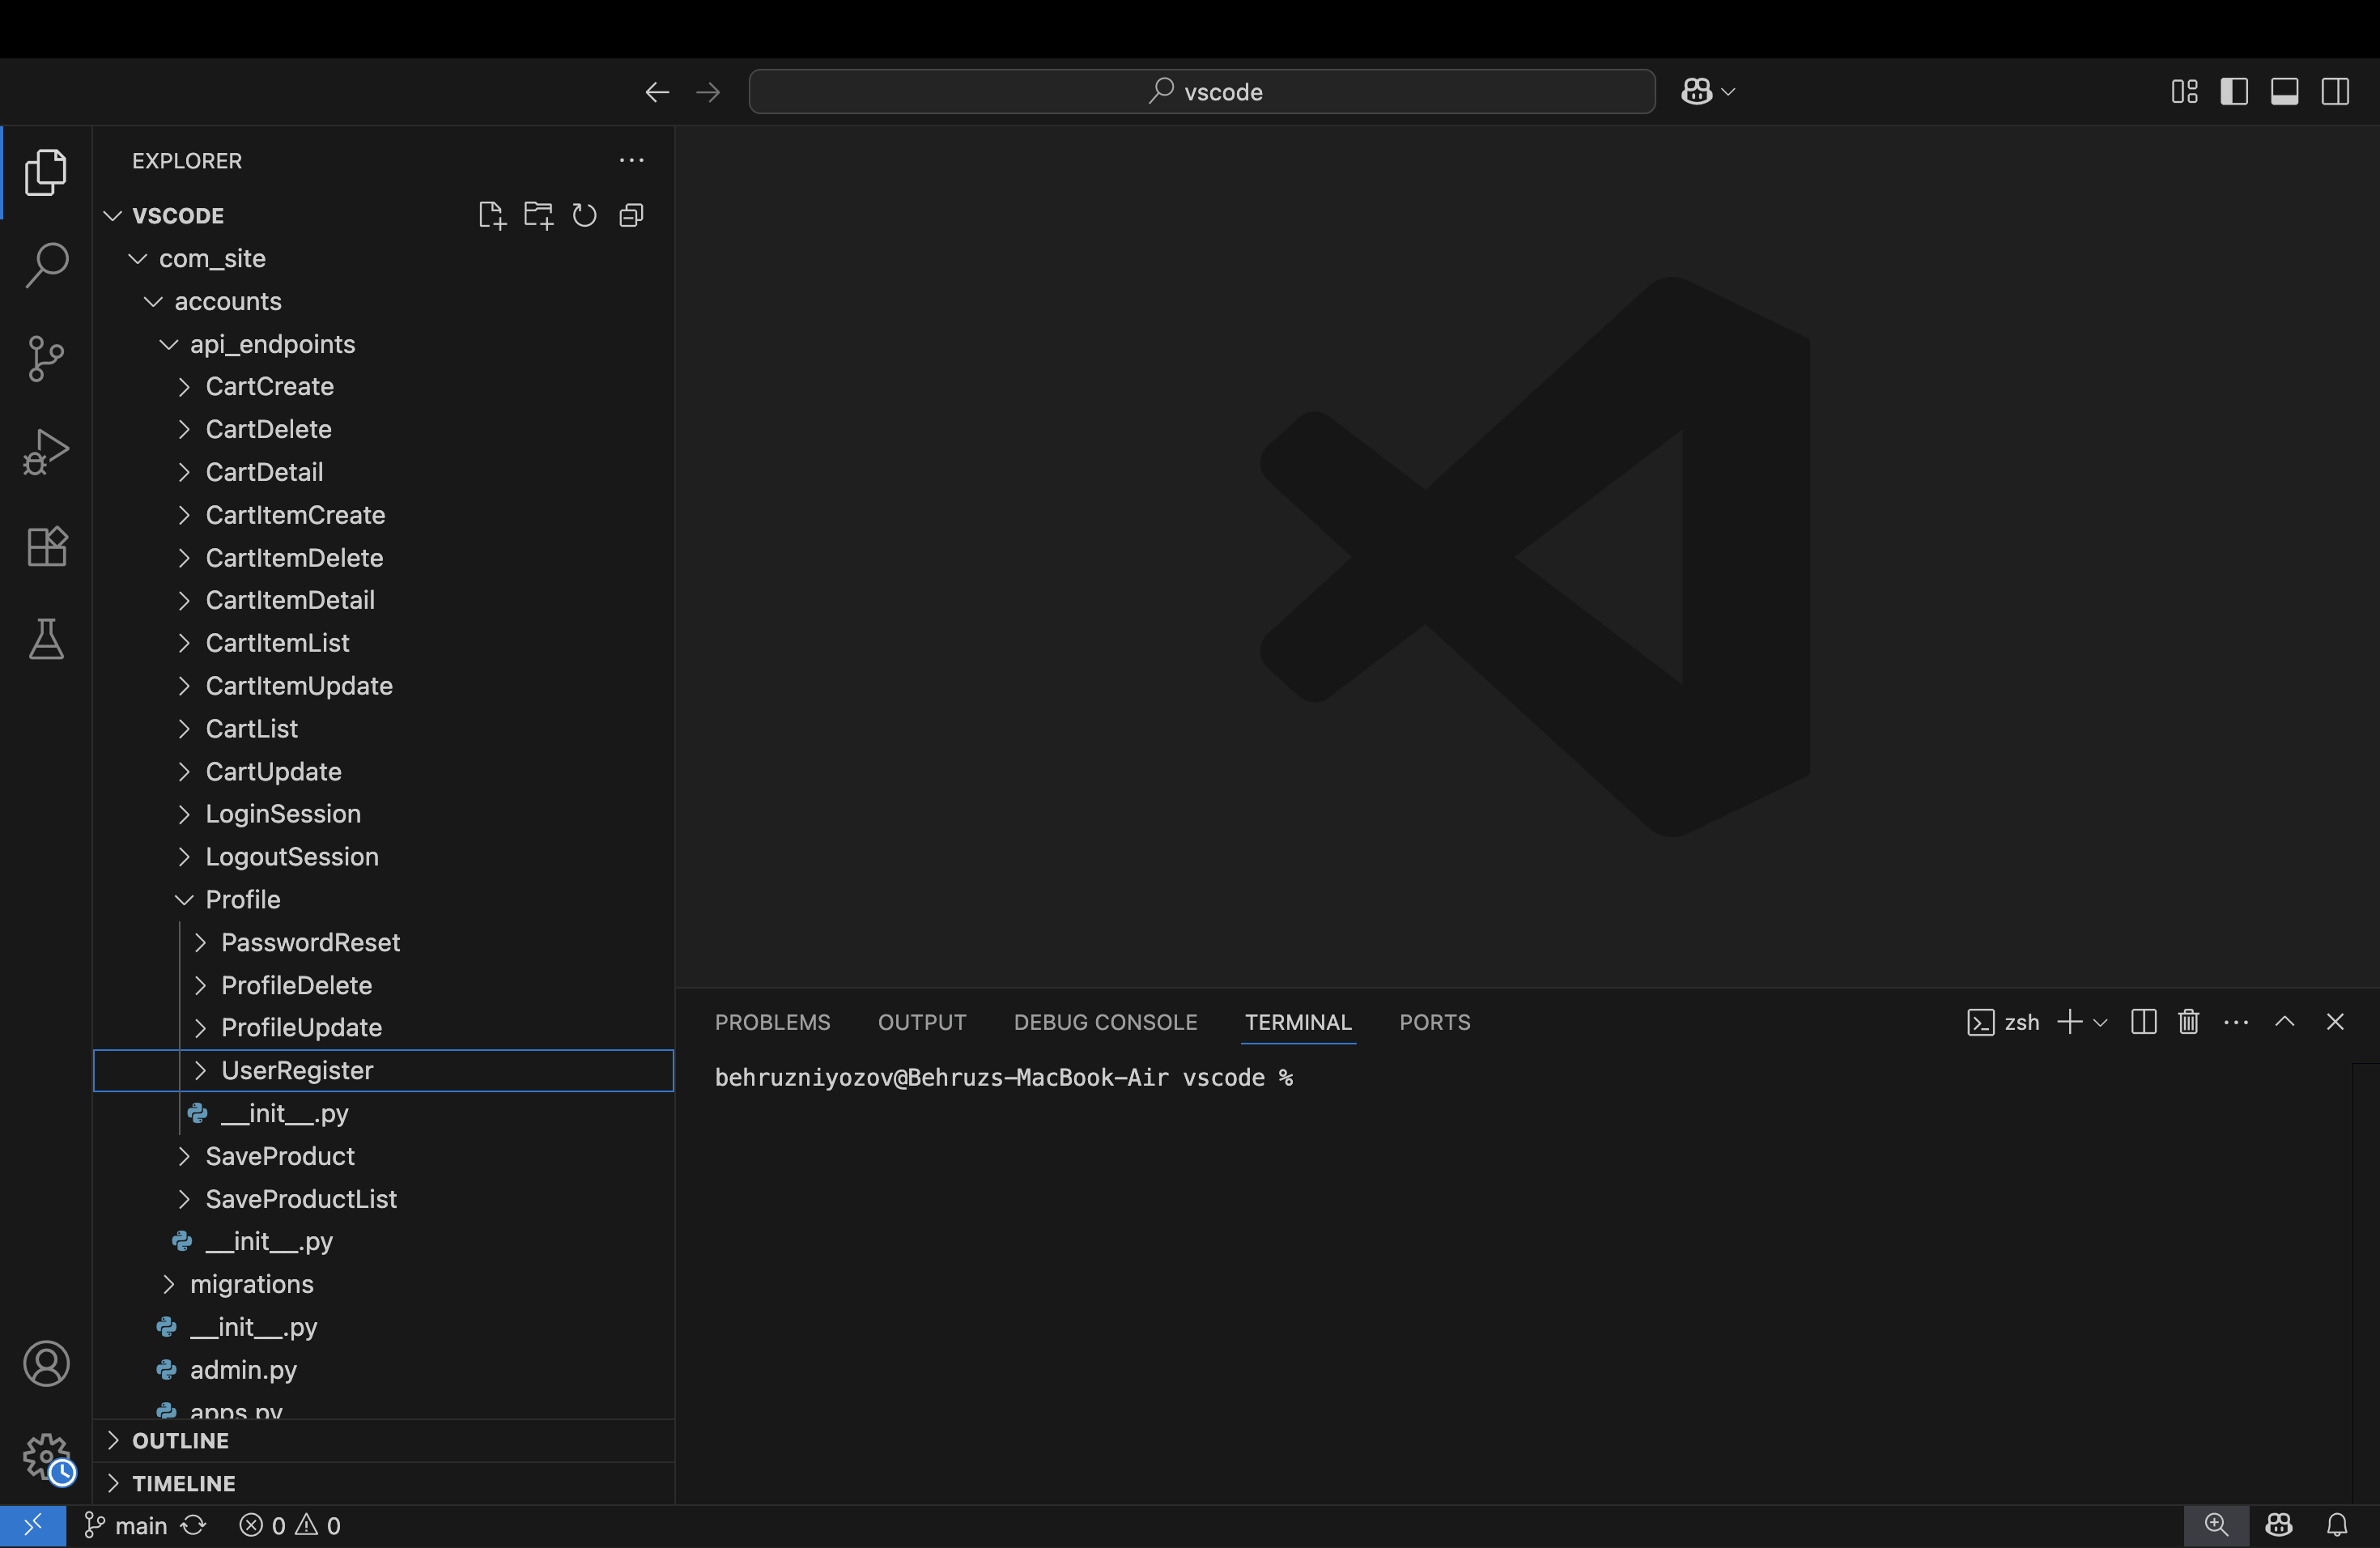 vscode
EXPLORER
VSCODE
com_site
accounts
api_endpoints
CartCreate
CartDelete
CartDetail
CartItemCreate
CartItemDelete
CartItemDetail
CartItemList
CartItemUpdate
CartList
CartUpdate
LoginSession
LogoutSession
Profile
PasswordReset
ProfileDelete
ProfileUpdate
UserRegister
__init__.py
SaveProduct
SaveProductList
__init__.py
migrations
__init__.py
admin.py
apps.py
OUTLINE
TIMELINE
PROBLEMS OUTPUT DEBUG CONSOLE TERMINAL PORTS zsh
behruzniyozov@Behruzs-MacBook-Air vscode %
main 0 0